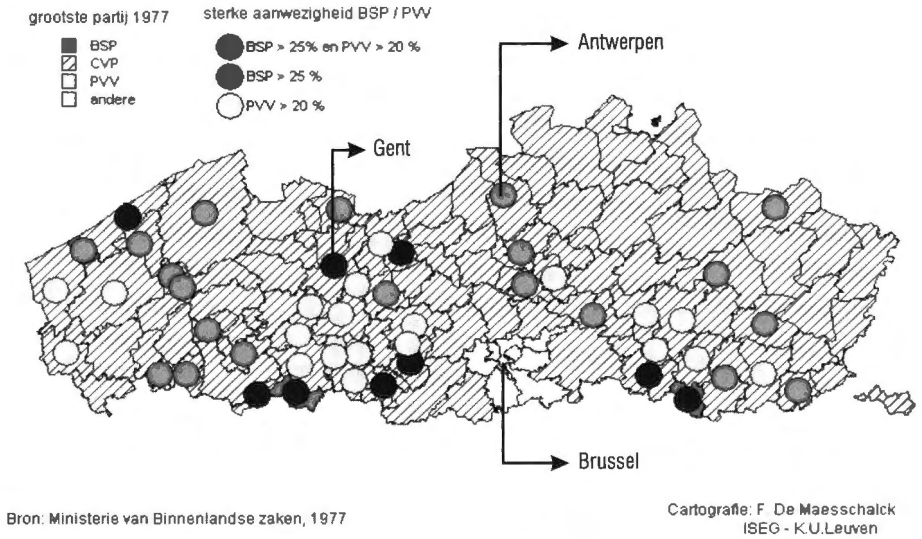 grootste partij 1977
BSP
CVP
PVV
andere
sterke aanwezigheid BSP / PVV
BSP > 25% en PVV > 20 %
BSP > 25 %
PVV > 20 %
Antwerpen
Gent
Brussel
Bron: Ministerie van Binnenlandse zaken, 1977
Cartografie: F. De Maesschalck
ISEG - K.U.Leuven